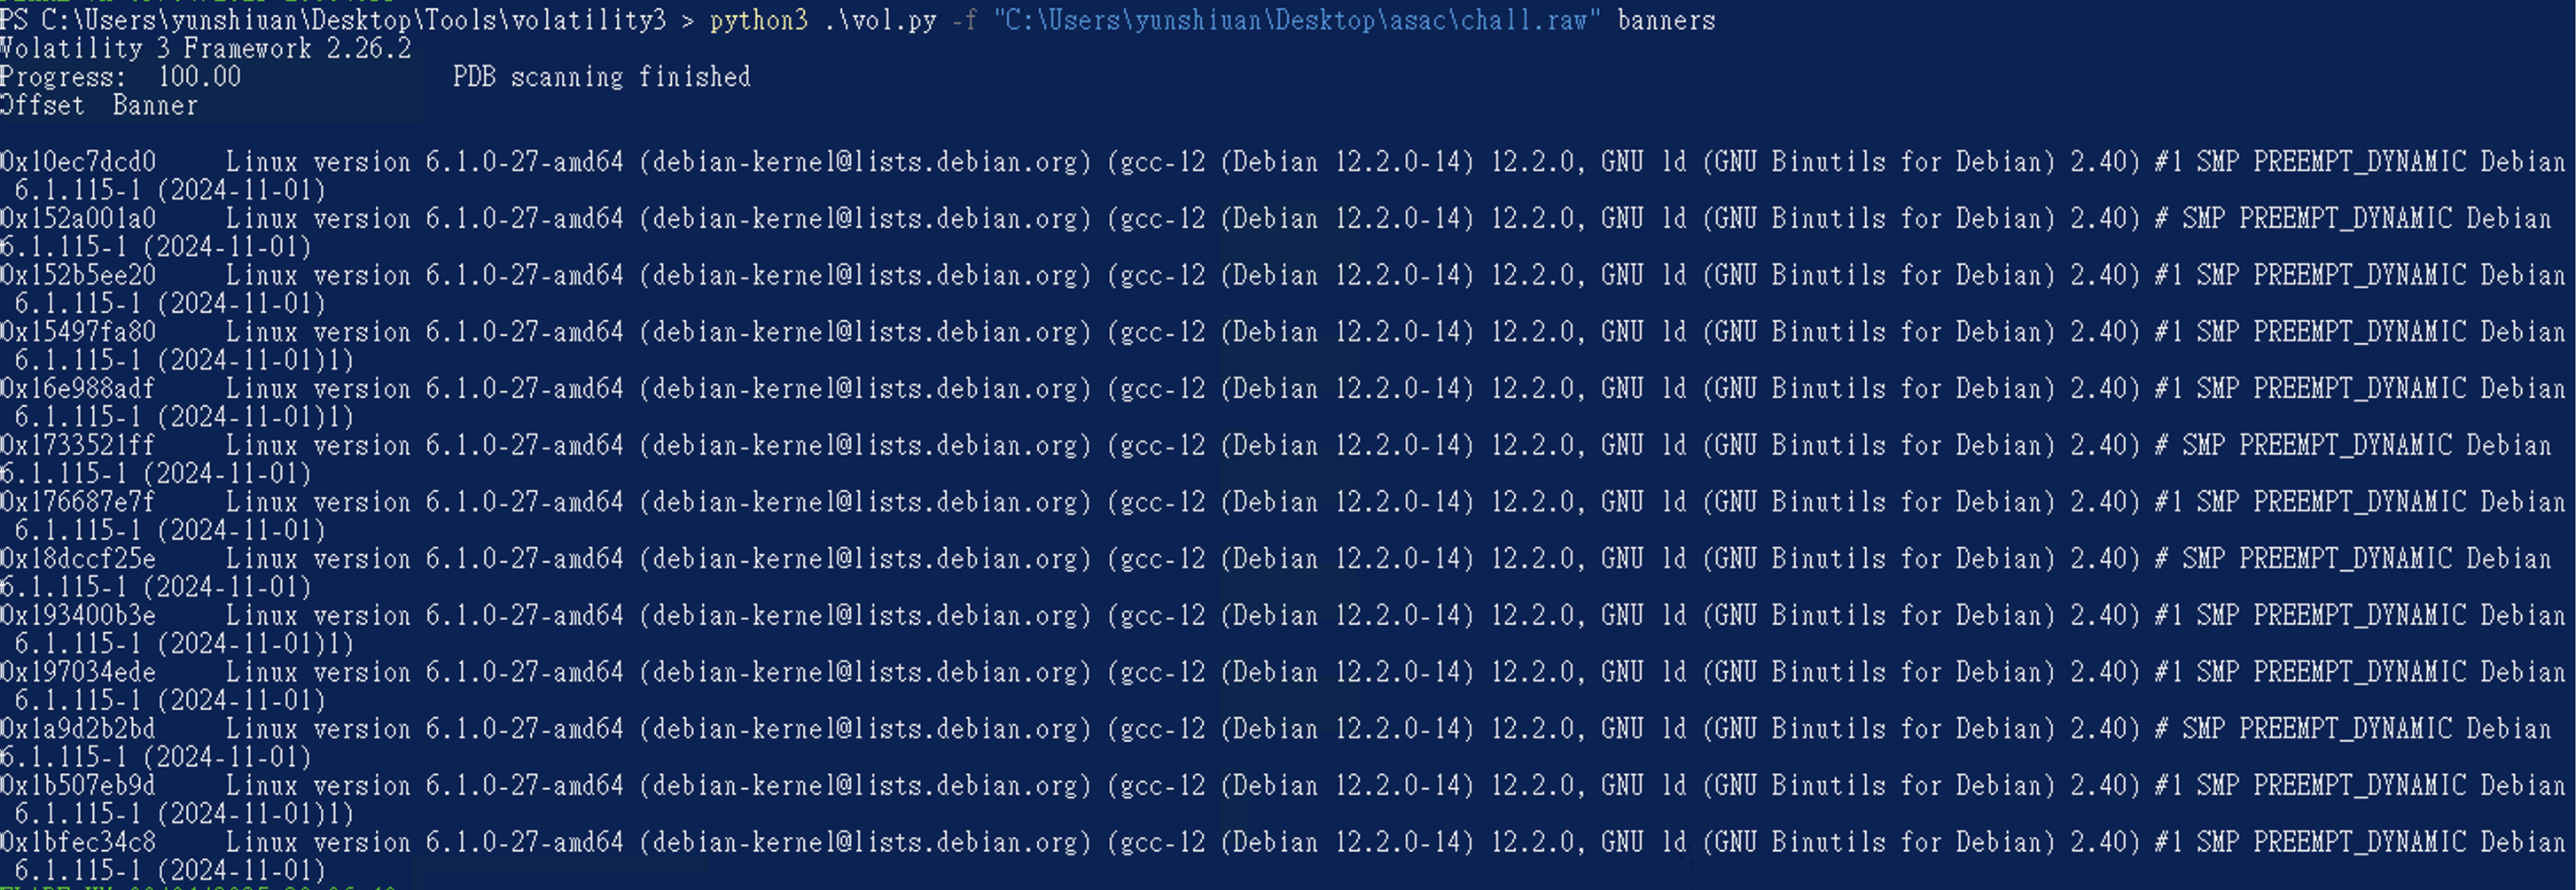 PS C:\Users\yunshiuan\Desktop\Tools\volatility3 > python3 .\vol.py -f "C:\Users\yunshiuan\Desktop\asac\chall.raw" banners
Volatility 3 Framework 2.26.2
Progress:  100.00               PDB scanning finished
Offset  Banner
0x10ec7dcd0     Linux version 6.1.0-27-amd64 (debian-kernel@lists.debian.org) (gcc-12 (Debian 12.2.0-14) 12.2.0, GNU ld (GNU Binutils for Debian) 2.40) #1 SMP PREEMPT_DYNAMIC Debian
 6.1.115-1 (2024-11-01)
0x152a001a0     Linux version 6.1.0-27-amd64 (debian-kernel@lists.debian.org) (gcc-12 (Debian 12.2.0-14) 12.2.0, GNU ld (GNU Binutils for Debian) 2.40) # SMP PREEMPT_DYNAMIC Debian
6.1.115-1 (2024-11-01)
0x152b5ee20     Linux version 6.1.0-27-amd64 (debian-kernel@lists.debian.org) (gcc-12 (Debian 12.2.0-14) 12.2.0, GNU ld (GNU Binutils for Debian) 2.40) #1 SMP PREEMPT_DYNAMIC Debian
 6.1.115-1 (2024-11-01)
0x15497fa80     Linux version 6.1.0-27-amd64 (debian-kernel@lists.debian.org) (gcc-12 (Debian 12.2.0-14) 12.2.0, GNU ld (GNU Binutils for Debian) 2.40) #1 SMP PREEMPT_DYNAMIC Debian
 6.1.115-1 (2024-11-01)1)
0x16e988adf     Linux version 6.1.0-27-amd64 (debian-kernel@lists.debian.org) (gcc-12 (Debian 12.2.0-14) 12.2.0, GNU ld (GNU Binutils for Debian) 2.40) #1 SMP PREEMPT_DYNAMIC Debian
 6.1.115-1 (2024-11-01)1)
0x1733521ff     Linux version 6.1.0-27-amd64 (debian-kernel@lists.debian.org) (gcc-12 (Debian 12.2.0-14) 12.2.0, GNU ld (GNU Binutils for Debian) 2.40) # SMP PREEMPT_DYNAMIC Debian
6.1.115-1 (2024-11-01)
0x176687e7f     Linux version 6.1.0-27-amd64 (debian-kernel@lists.debian.org) (gcc-12 (Debian 12.2.0-14) 12.2.0, GNU ld (GNU Binutils for Debian) 2.40) #1 SMP PREEMPT_DYNAMIC Debian
 6.1.115-1 (2024-11-01)
0x18dccf25e     Linux version 6.1.0-27-amd64 (debian-kernel@lists.debian.org) (gcc-12 (Debian 12.2.0-14) 12.2.0, GNU ld (GNU Binutils for Debian) 2.40) # SMP PREEMPT_DYNAMIC Debian
6.1.115-1 (2024-11-01)
0x193400b3e     Linux version 6.1.0-27-amd64 (debian-kernel@lists.debian.org) (gcc-12 (Debian 12.2.0-14) 12.2.0, GNU ld (GNU Binutils for Debian) 2.40) #1 SMP PREEMPT_DYNAMIC Debian
 6.1.115-1 (2024-11-01)1)
0x197034ede     Linux version 6.1.0-27-amd64 (debian-kernel@lists.debian.org) (gcc-12 (Debian 12.2.0-14) 12.2.0, GNU ld (GNU Binutils for Debian) 2.40) #1 SMP PREEMPT_DYNAMIC Debian
 6.1.115-1 (2024-11-01)
0x1a9d2b2bd     Linux version 6.1.0-27-amd64 (debian-kernel@lists.debian.org) (gcc-12 (Debian 12.2.0-14) 12.2.0, GNU ld (GNU Binutils for Debian) 2.40) # SMP PREEMPT_DYNAMIC Debian
6.1.115-1 (2024-11-01)
0x1b507eb9d     Linux version 6.1.0-27-amd64 (debian-kernel@lists.debian.org) (gcc-12 (Debian 12.2.0-14) 12.2.0, GNU ld (GNU Binutils for Debian) 2.40) #1 SMP PREEMPT_DYNAMIC Debian
 6.1.115-1 (2024-11-01)1)
0x1bfec34c8     Linux version 6.1.0-27-amd64 (debian-kernel@lists.debian.org) (gcc-12 (Debian 12.2.0-14) 12.2.0, GNU ld (GNU Binutils for Debian) 2.40) #1 SMP PREEMPT_DYNAMIC Debian
 6.1.115-1 (2024-11-01)